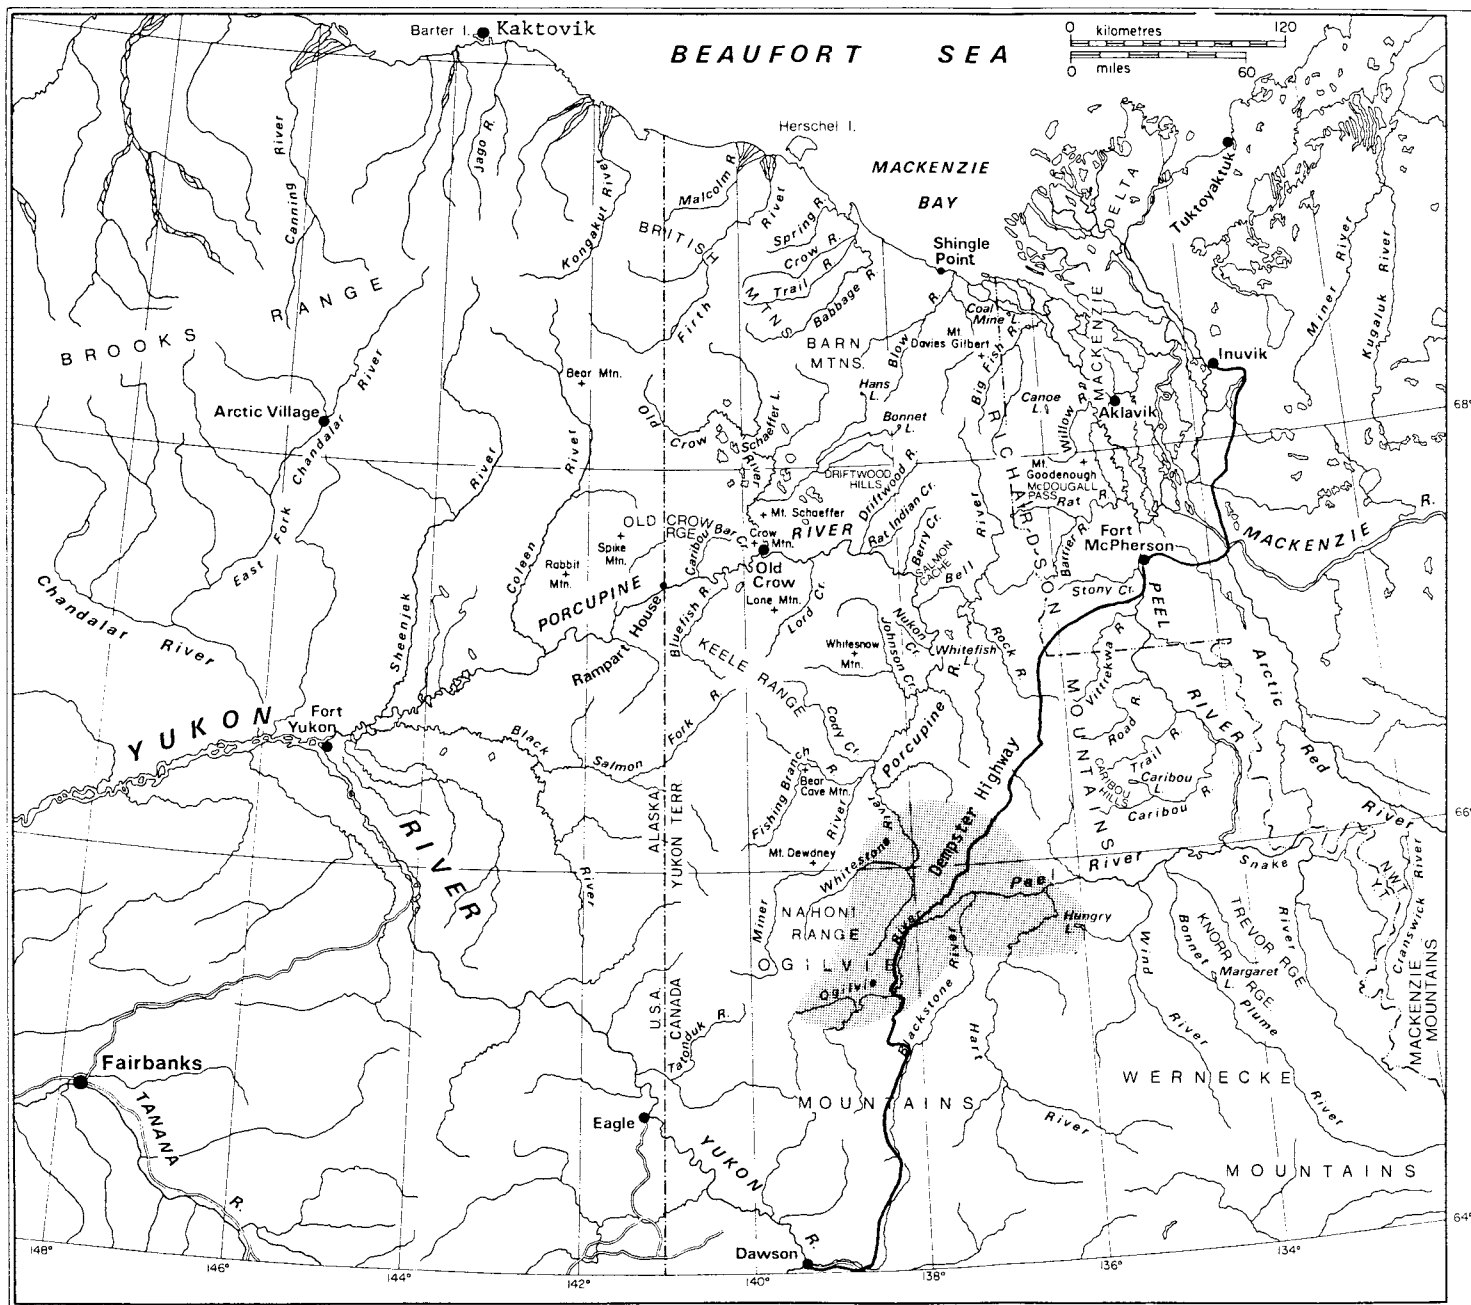 Barter I.
Kaktovik
BEAUFORT SEA
0 kilometres 120
0 miles 60
Herschel I.
MACKENZIE
BAY
Shingle
Point
DELTA
MACKENZIE
Tuktoyaktuk
Miner River
Kugaluk River
Canning River
Jago R.
Kongakut River
Malcolm R.
BRITISH
MTNS
Firth River
Spring R.
Crow R.
Trail R.
Babbage R.
BROOKS RANGE
BARN
MTNS.
Blow R.
Coal
Mine L.
Mt.
Davies Gilbert
Big Fish R.
Hans
L.
Bonnet
L.
Canoe
L.
Willow R.
Inuvik
Aklavik
68°
Bear Mtn.
Arctic Village
East Fork Chandalar River
Old Crow River
Schaeffer L.
DRIFTWOOD
HILLS
Driftwood R.
Mt.
Goodenough
McDOUGALL
PASS
Rat R.
RICHARDSON
MOUNTAINS
Mt. Schaeffer
OLD CROW
RGE
Spike
Mtn.
Caribou Bar Cr.
Crow
Mtn.
Old
Crow
PORCUPINE RIVER
Rat Indian Cr.
Berry Cr.
SALMON
CACHE
Bell River
Barrier R.
Fort
McPherson
MACKENZIE R.
Stony Cr.
PEEL RIVER
Rabbit
Mtn.
Coleen River
Sheenjek River
Chandalar River
Rampart House
Bluefish R.
Lone Mtn.
Lord Cr.
KEELE RANGE
Whitesnow
Mtn.
Johnson Cr.
Nukon
Cr.
Whitefish
L.
Rock R.
Vittrekwa R.
Road R.
Trail R.
CARIBOU
HILLS
Caribou
L.
Caribou R.
Arctic Red River
66°
YUKON RIVER
Fort
Yukon
Black River
Salmon Fork R.
Cody Cr.
Porcupine R.
Fishing Branch R.
Bear
Cave Mtn.
Miner River
Mt. Dewdney
Whitestone River
Dempster Highway
ALASKA
YUKON TERR
Peel River
Snake River
N.W.T.
Y.T.
Cranswick River
NAHONI
RANGE
OGILVIE
MOUNTAINS
Ogilvie River
Blackstone River
Hungry
L.
Hart River
Wind River
Bonnet Plume River
KNORR RGE.
TREVOR RGE
Margaret
L.
MACKENZIE
MOUNTAINS
U.S.A.
CANADA
Tatonduk R.
WERNECKE
MOUNTAINS
Fairbanks
TANANA R.
Eagle
YUKON R.
Dawson
64°
148°
146°
144°
142°
140°
138°
136°
134°